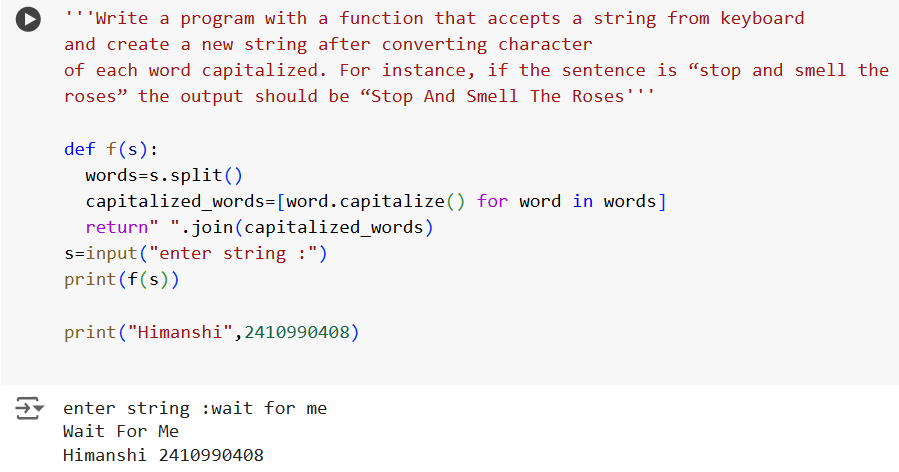 '''Write a program with a function that accepts a string from keyboard
and create a new string after converting character
of each word capitalized. For instance, if the sentence is “stop and smell the
roses” the output should be “Stop And Smell The Roses'''
def f(s):
  words=s.split()
  capitalized_words=[word.capitalize() for word in words]
  return" ".join(capitalized_words)
s=input("enter string :")
print(f(s))
print("Himanshi",2410990408)
enter string :wait for me
Wait For Me
Himanshi 2410990408